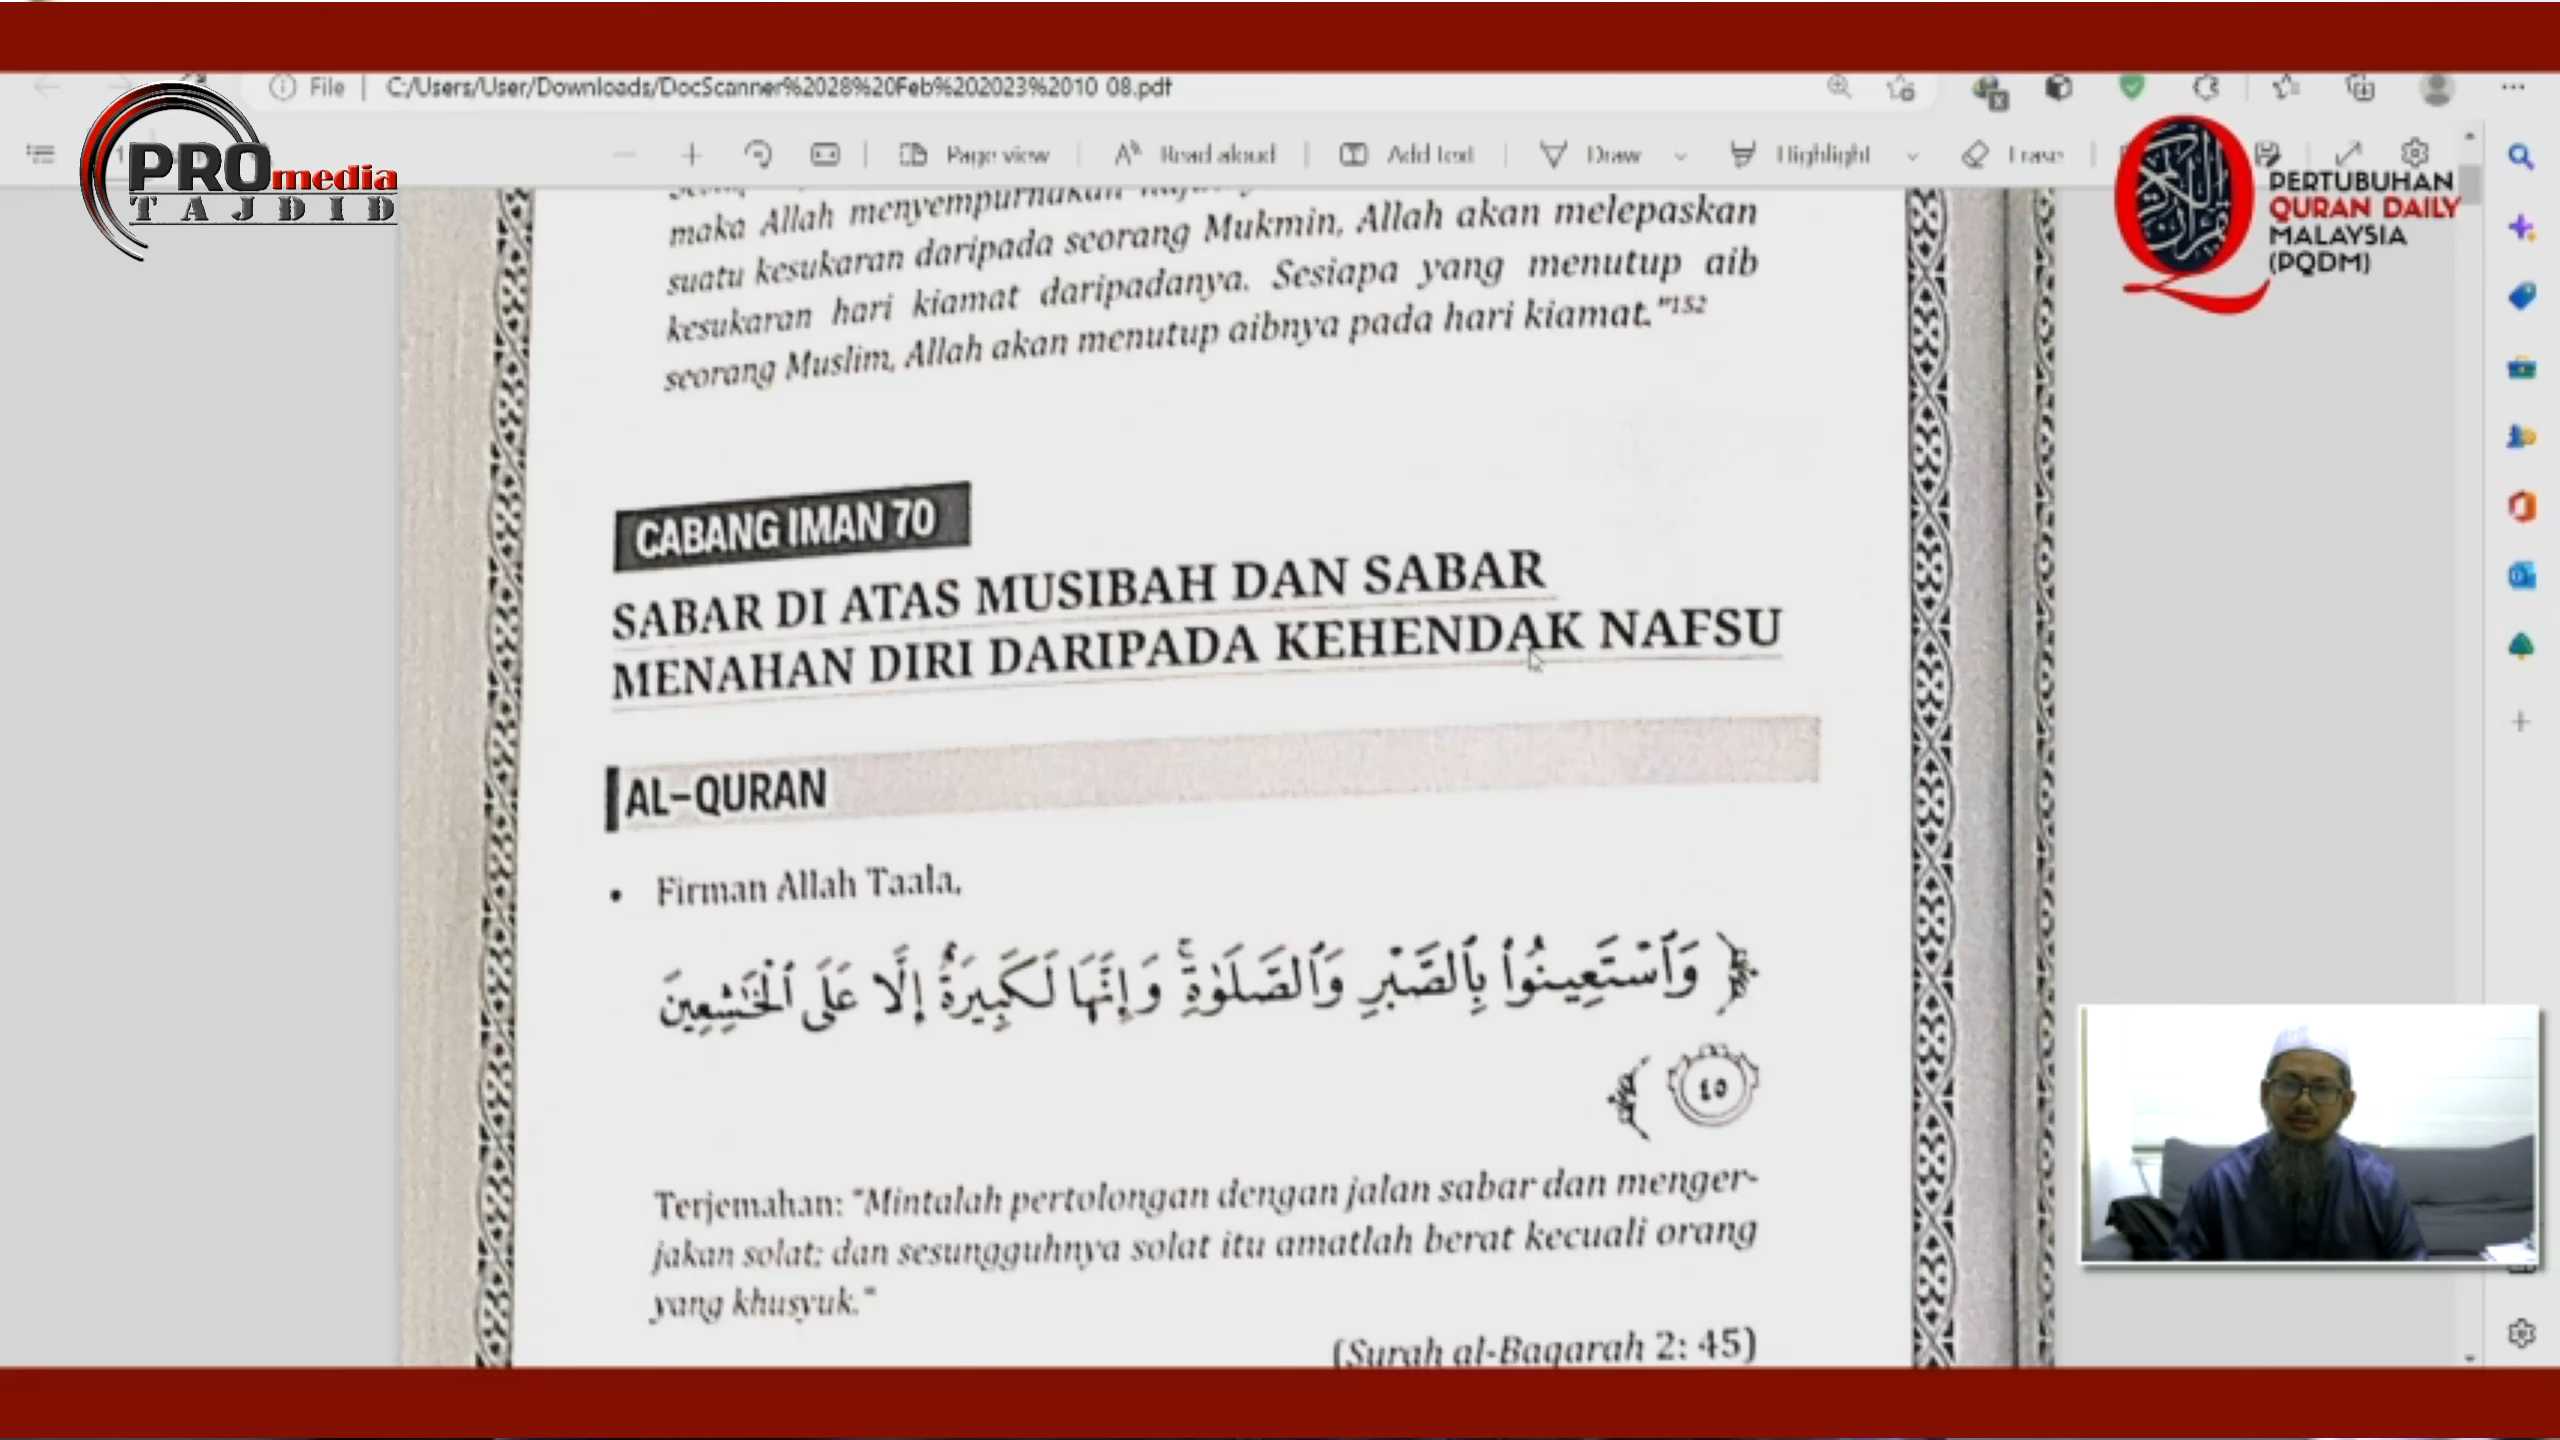 File | C:/Users/User/Downloads/DocScanner%2028%20Feb%202023%2010 08.pdf
Page view
Read aloud
Add text
Draw
Highlight
Erase
PROmedia
TAJDID
PERTUBUHAN
QURAN DAILY
MALAYSIA
(PQDM)
maka Allah menyempurnakan
suatu kesukaran daripada seorang Mukmin, Allah akan melepaskan
kesukaran hari kiamat daripadanya. Sesiapa yang menutup aib
seorang Muslim, Allah akan menutup aibnya pada hari kiamat."152
CABANG IMAN 70
SABAR DI ATAS MUSIBAH DAN SABAR
MENAHAN DIRI DARIPADA KEHENDAK NAFSU
AL-QURAN
• Firman Allah Taala,
﴿ وَٱسْتَعِينُوا۟ بِٱلصَّبْرِ وَٱلصَّلَوٰةِ ۚ وَإِنَّهَا لَكَبِيرَةٌ إِلَّا عَلَى ٱلْخَـٰشِعِينَ
٤٥ ﴾
Terjemahan: "Mintalah pertolongan dengan jalan sabar dan menger-
jakan solat; dan sesungguhnya solat itu amatlah berat kecuali orang
yang khusyuk."
(Surah al-Baqarah 2: 45)